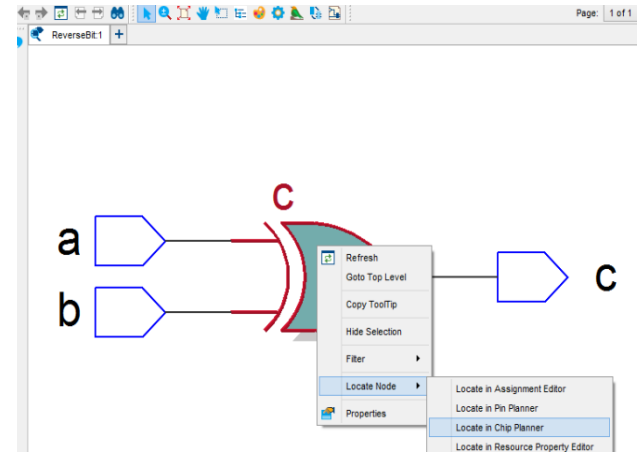 Page: 1 of 1
ReverseBit:1
c
a
b
c
Refresh
Goto Top Level
Copy ToolTip
Hide Selection
Filter
Locate Node
Properties
Locate in Assignment Editor
Locate in Pin Planner
Locate in Chip Planner
Locate in Resource Property Editor